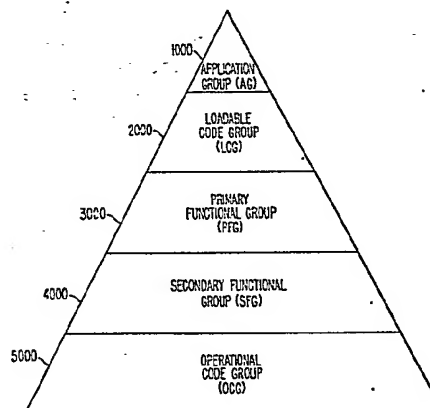 1000
APPLICATION
GROUP (AG)
2000
LOADABLE
CODE GROUP
(LCG)
3000
PRIMARY
FUNCTIONAL GROUP
(PFG)
4000
SECONDARY FUNCTIONAL
GROUP (SFG)
5000
OPERATIONAL
CODE GROUP
(OCG)